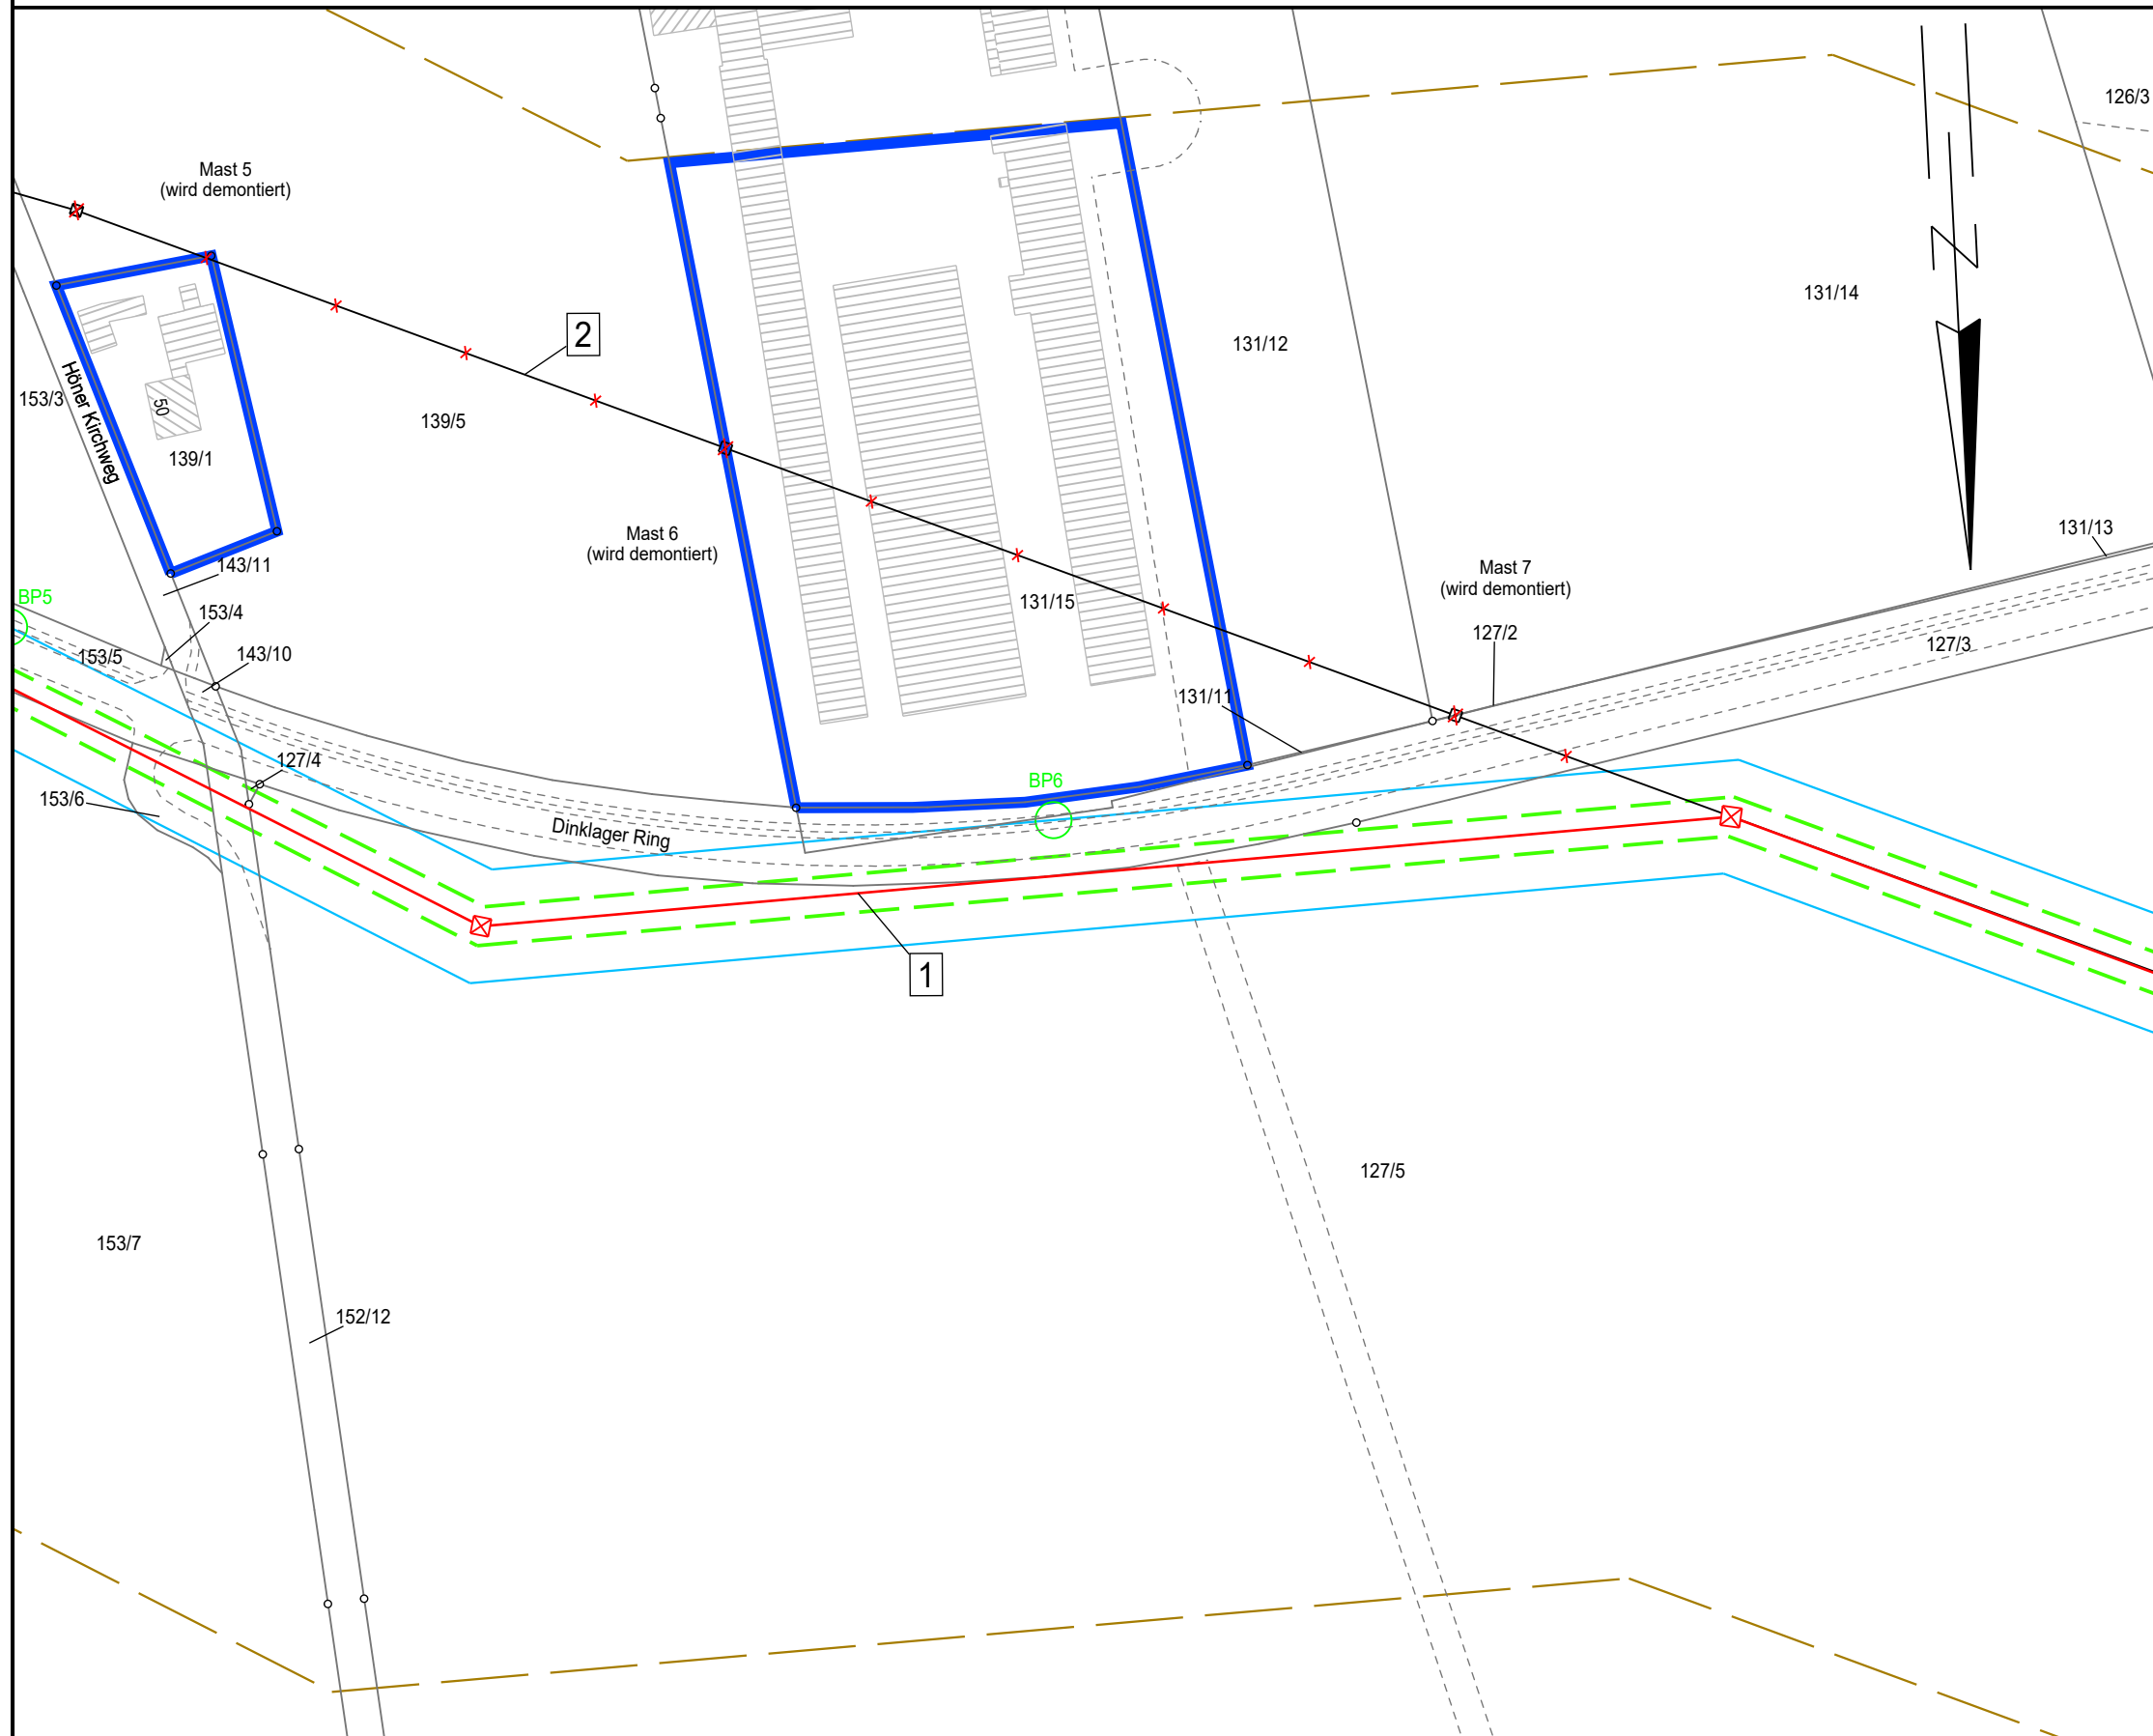 126/3
Mast 5
(wird demontiert)
N
131/14
2
131/12
153/3
Höner Kirchweg
50
139/5
139/1
Mast 6
(wird demontiert)
131/13
143/11
Mast 7
(wird demontiert)
BP5
131/15
153/4
127/2
153/5
143/10
127/3
131/11
127/4
BP6
153/6
Dinklager Ring
1
127/5
153/7
152/12